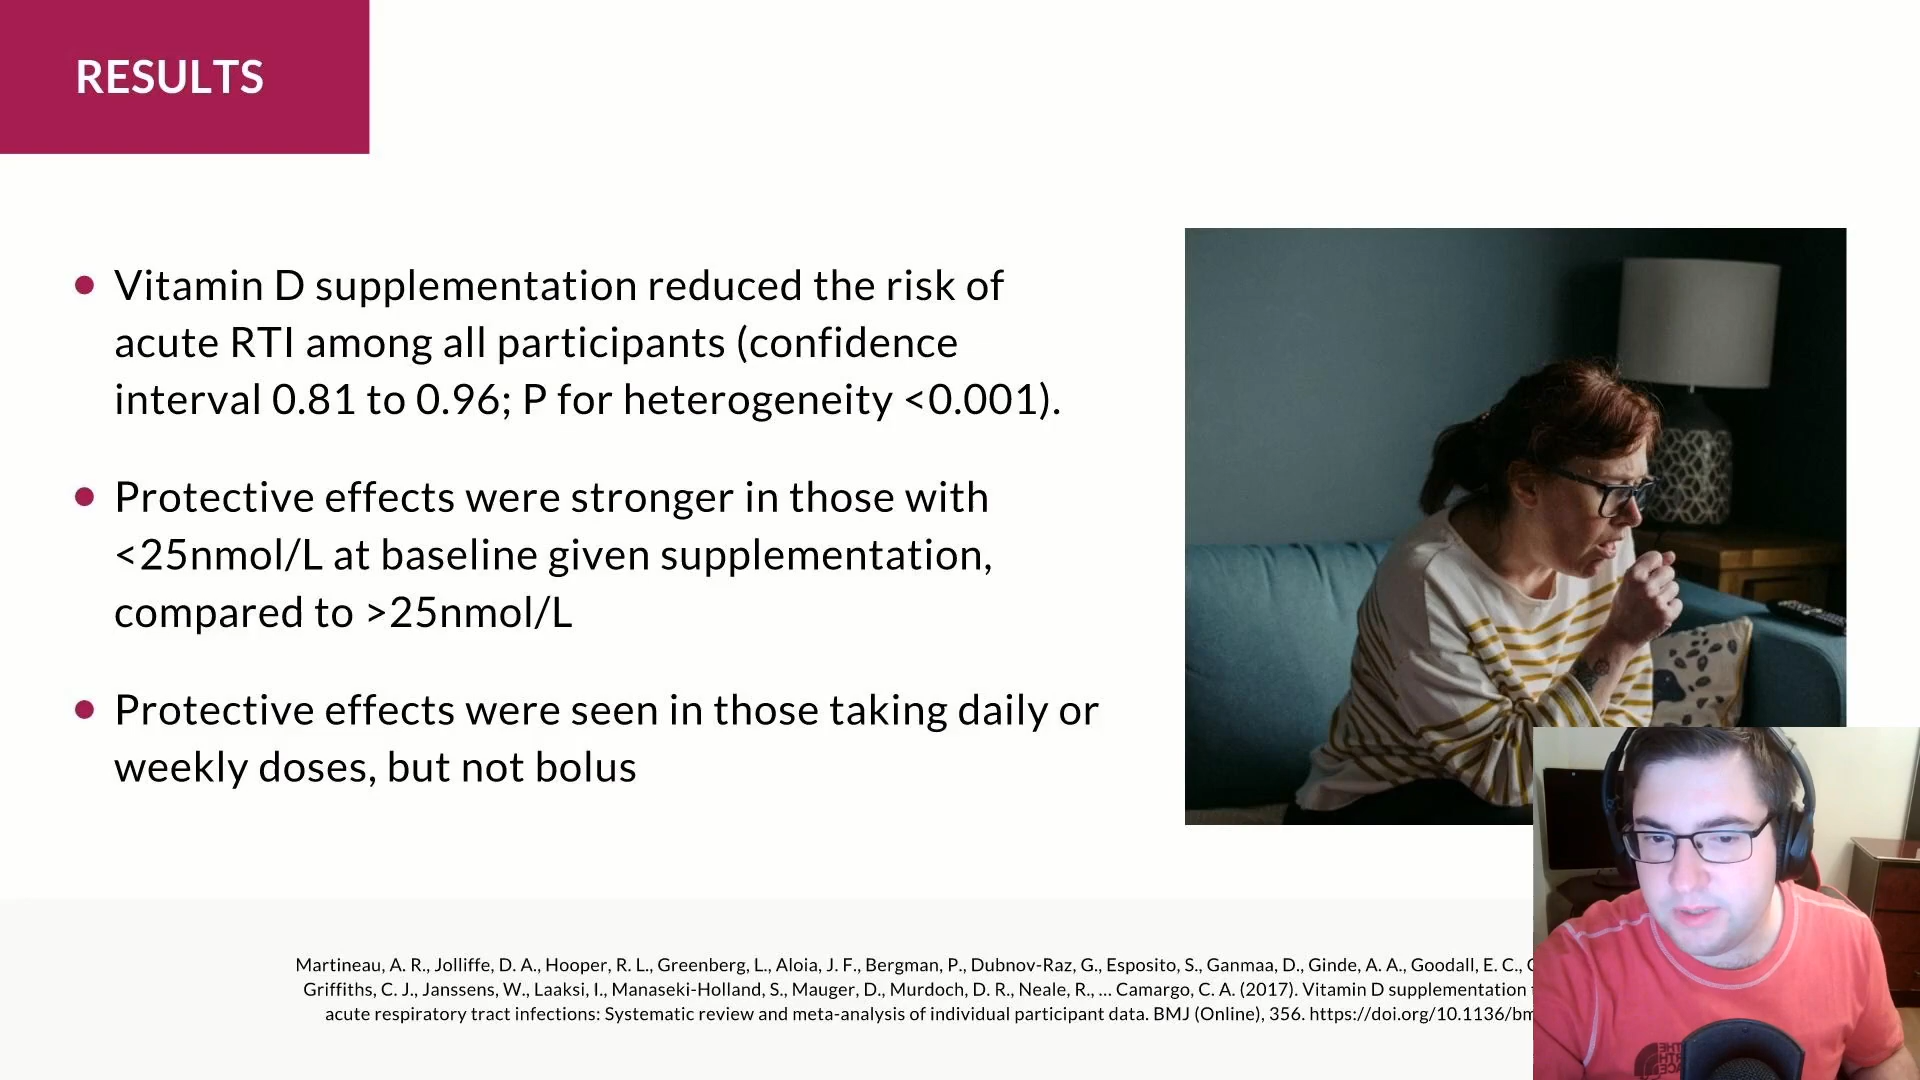 RESULTS
Vitamin D supplementation reduced the risk of
acute RTI among all participants (confidence
interval 0.81 to 0.96; P for heterogeneity <0.001).
Protective effects were stronger in those with
<25nmol/L at baseline given supplementation,
compared to >25nmol/L
Protective effects were seen in those taking daily or
weekly doses, but not bolus
Martineau, A. R., Jolliffe, D. A., Hooper, R. L., Greenberg, L., Aloia, J. F., Bergman, P., Dubnov-Raz, G., Esposito, S., Ganmaa, D., Ginde, A. A., Goodall, E. C.,
Griffiths, C. J., Janssens, W., Laaksi, I., Manaseki-Holland, S., Mauger, D., Murdoch, D. R., Neale, R., ... Camargo, C. A. (2017). Vitamin D supplementation
acute respiratory tract infections: Systematic review and meta-analysis of individual participant data. BMJ (Online), 356. https://doi.org/10.1136/bm